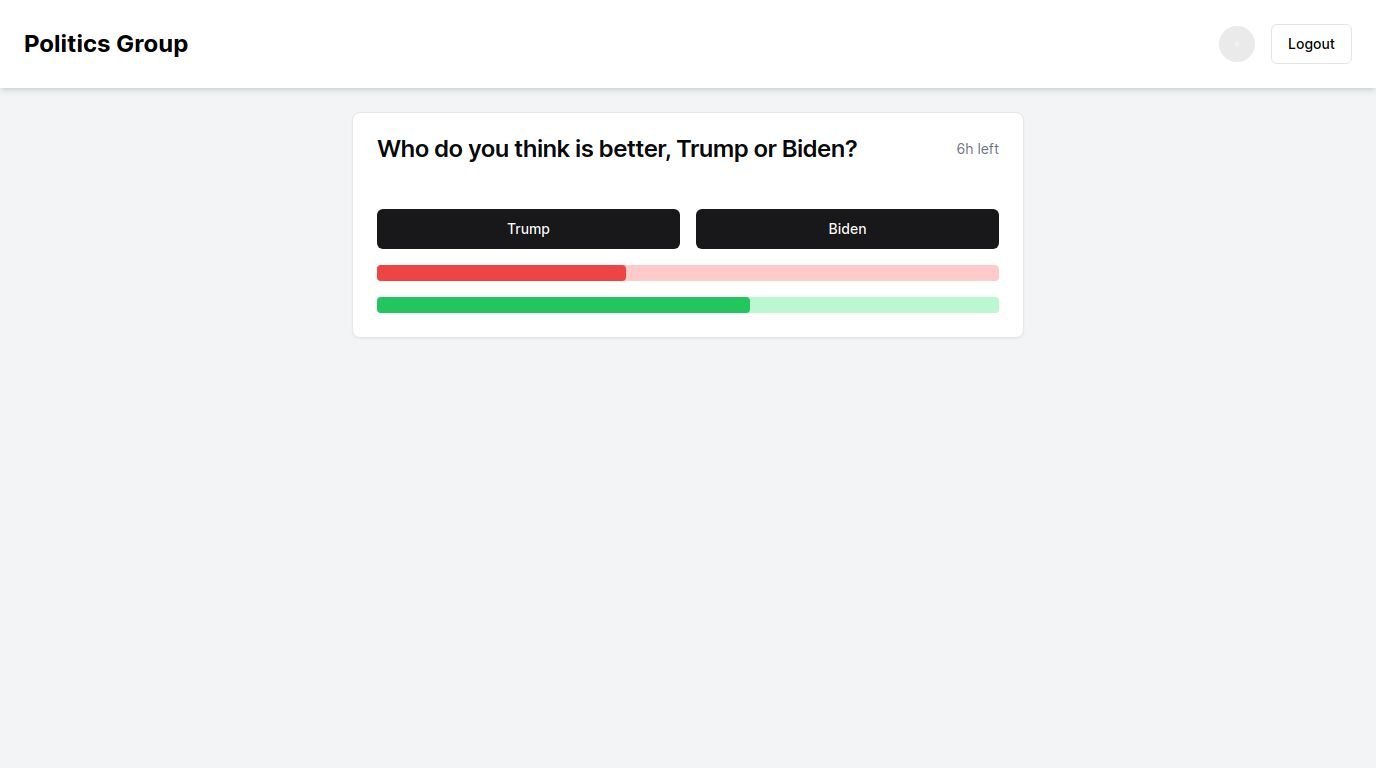 Politics Group
Logout
Who do you think is better, Trump or Biden?
6h left
Trump
Biden